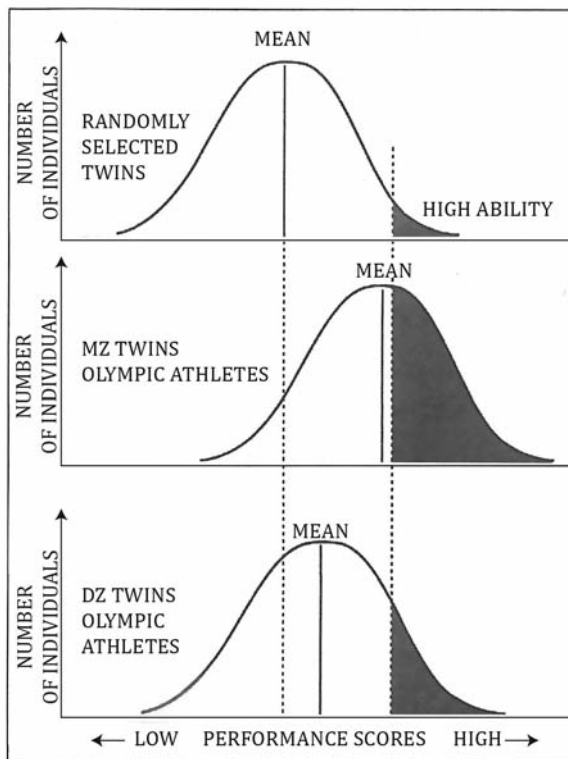 MEAN
NUMBER
OF INDIVIDUALS
RANDOMLY
SELECTED
TWINS
HIGH ABILITY
MEAN
NUMBER
OF INDIVIDUALS
MZ TWINS
OLYMPIC ATHLETES
MEAN
NUMBER
OF INDIVIDUALS
DZ TWINS
OLYMPIC
ATHLETES
LOW PERFORMANCE SCORES HIGH